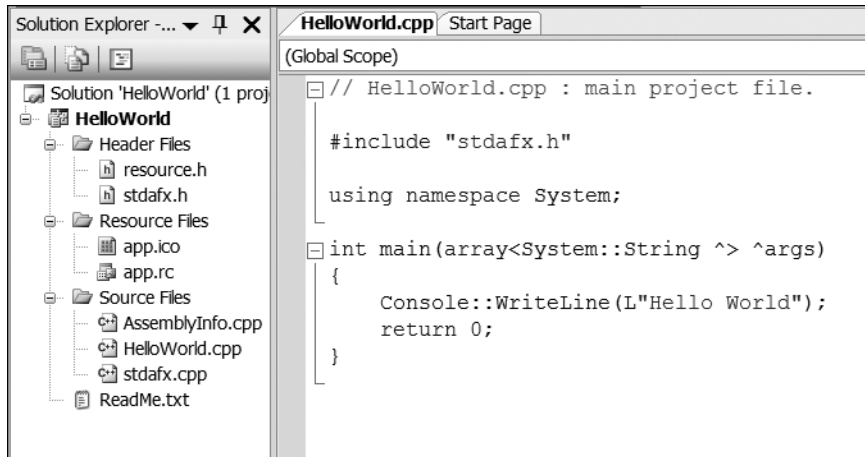 Solution Explorer -...
Solution 'HelloWorld' (1 proj
HelloWorld
Header Files
resource.h
stdafx.h
Resource Files
app.ico
app.rc
Source Files
AssemblyInfo.cpp
HelloWorld.cpp
stdafx.cpp
ReadMe.txt
HelloWorld.cpp Start Page
(Global Scope)
// HelloWorld.cpp : main project file.
#include "stdafx.h"
using namespace System;
int main(array<System::String ^> ^args)
{
    Console::WriteLine(L"Hello World");
    return 0;
}